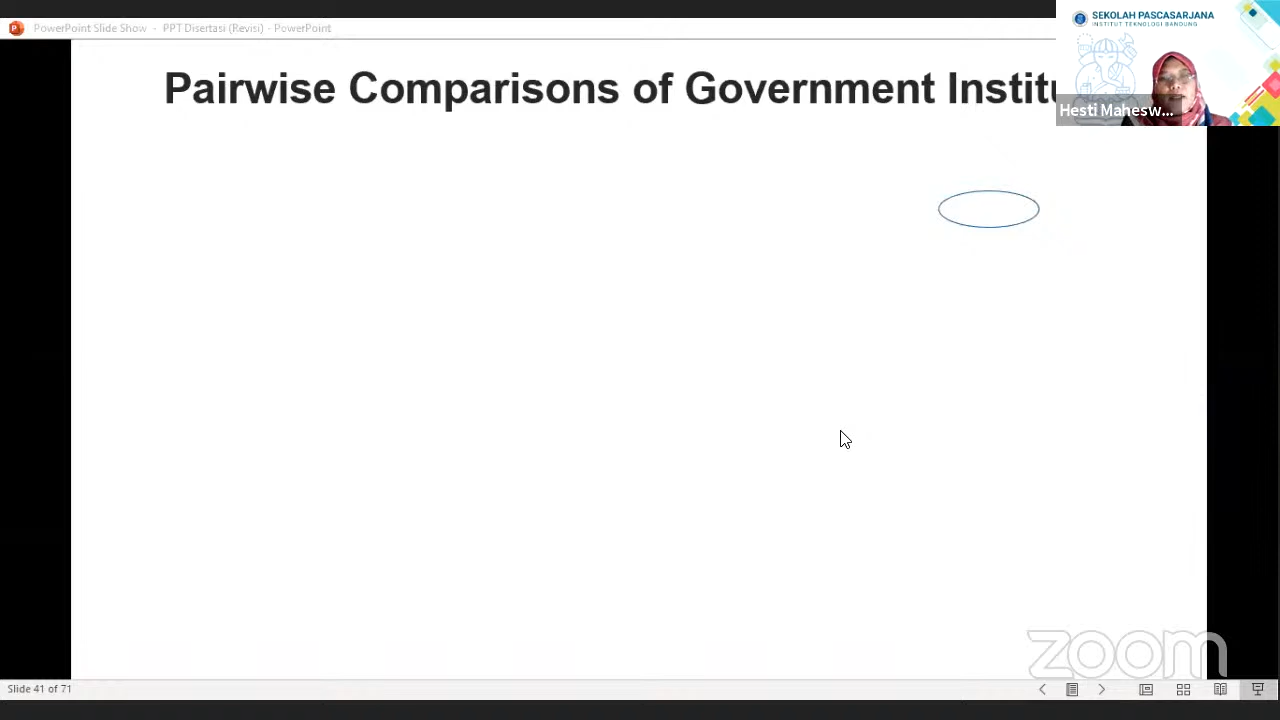 PowerPoint Slide Show - PPT Disertasi (Revisi) - PowerPoint
SEKOLAH PASCASARJANA
INSTITUT TEKNOLOGI BANDUNG
Pairwise Comparisons of Government Institu
Hesti Mahesw...
zoom
Slide 41 of 71